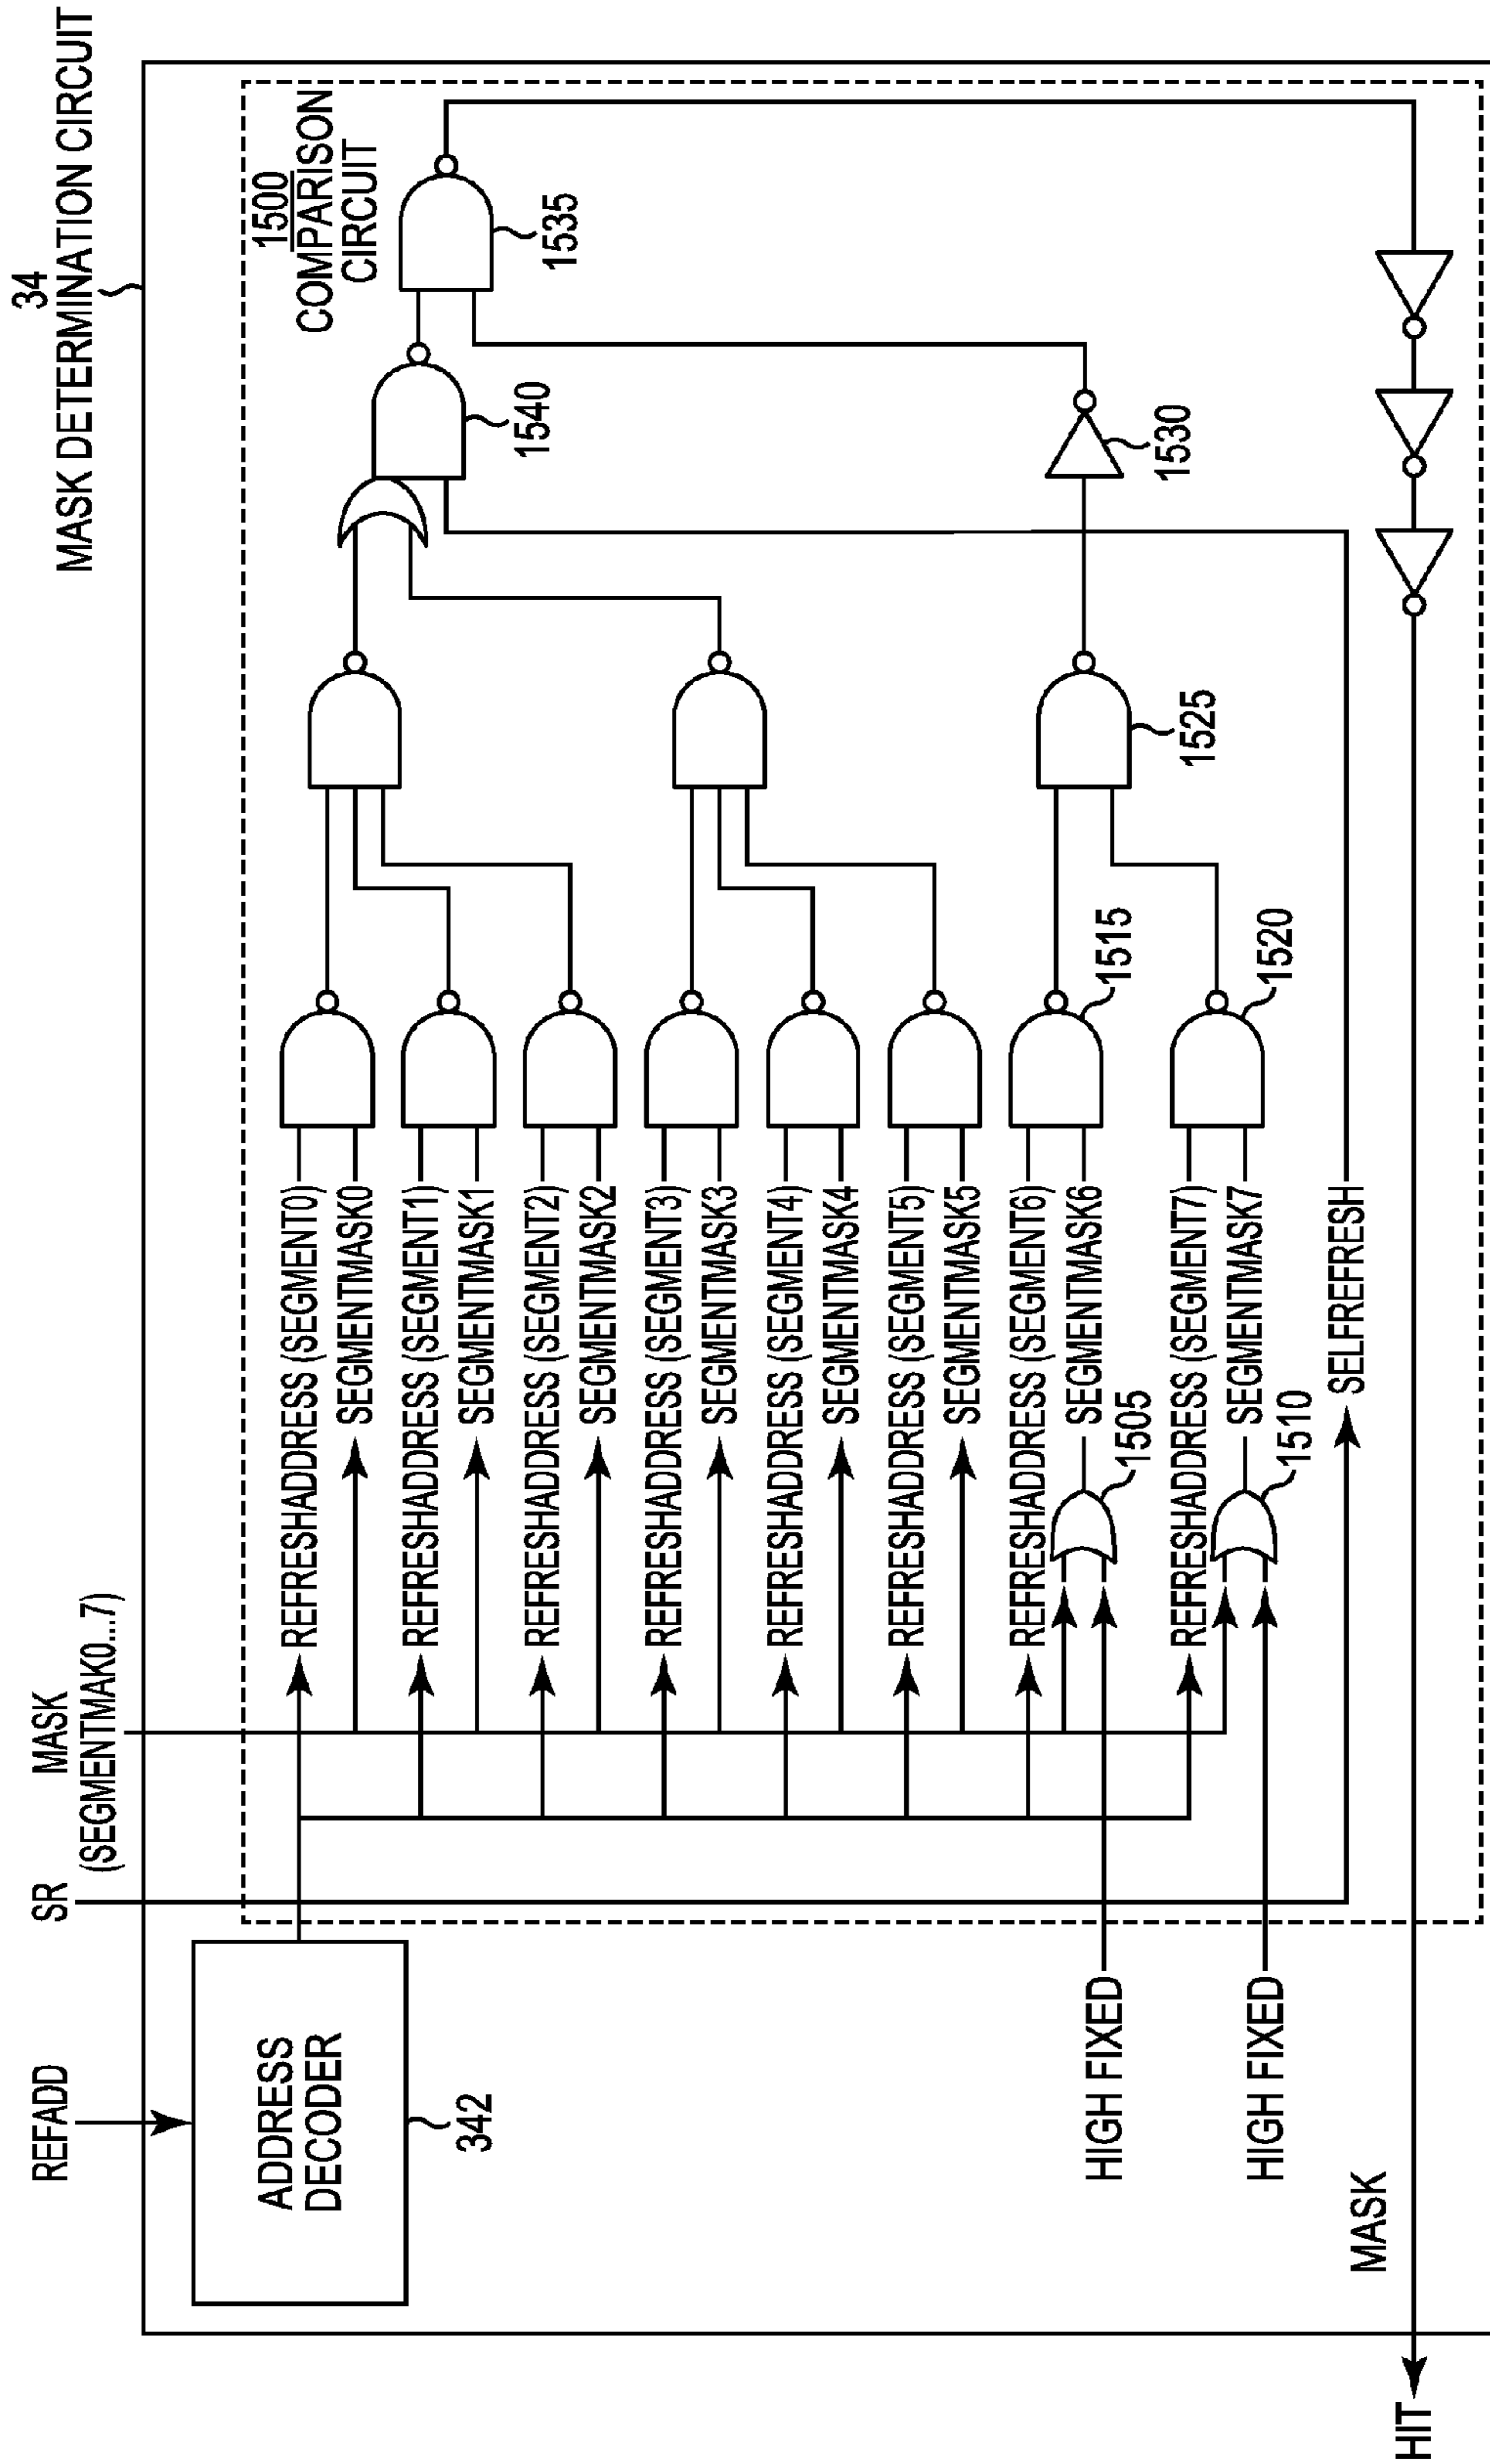 34
MASK DETERMINATION CIRCUIT
REFADD
SR
MASK
(SEGMENTMAK0...7)
ADDRESS
DECODER
342
1500
COMPARISON
CIRCUIT
REFRESHADDRESS (SEGMENT0)
SEGMENTMASK0
REFRESHADDRESS (SEGMENT1)
SEGMENTMASK1
REFRESHADDRESS (SEGMENT2)
SEGMENTMASK2
REFRESHADDRESS (SEGMENT3)
SEGMENTMASK3
REFRESHADDRESS (SEGMENT4)
SEGMENTMASK4
REFRESHADDRESS (SEGMENT5)
SEGMENTMASK5
REFRESHADDRESS (SEGMENT6)
SEGMENTMASK6
REFRESHADDRESS (SEGMENT7)
SEGMENTMASK7
SELFREFRESH
HIGH FIXED
HIGH FIXED
1505
1510
1515
1520
1525
1530
1540
1535
MASK
HIT